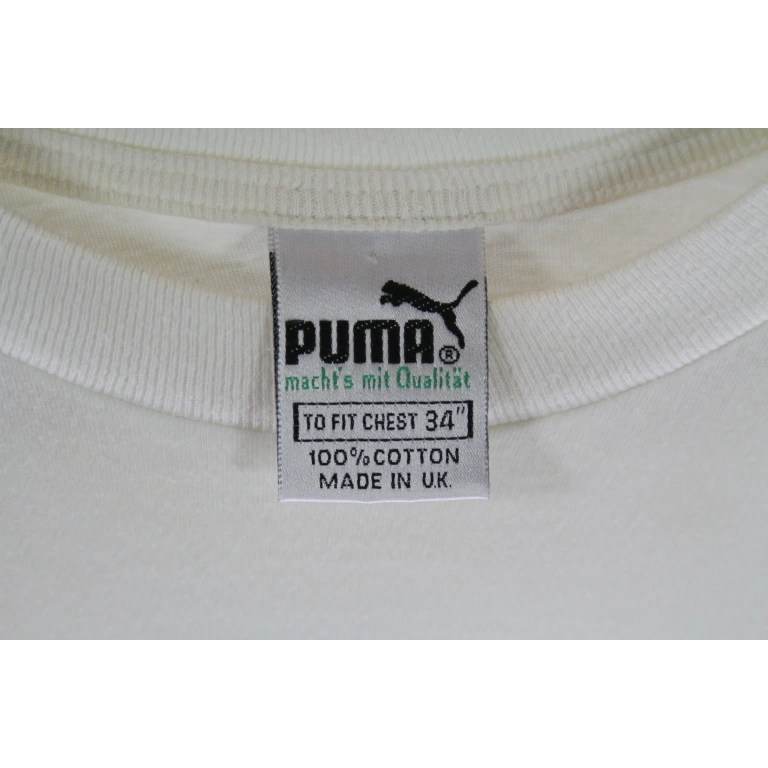 PUMA®
macht's mit Qualität
TO FIT CHEST 34"
100% COTTON
MADE IN U.K.